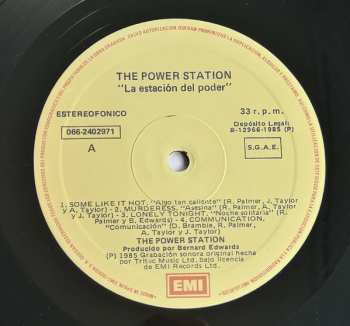 THE POWER STATION
"La estación del poder"
ESTEREOFONICO
33 r.p.m.
066-2402971
Depósito Legal:
B-12966-1985 (P)
A
S.G.A.E.
1. SOME LIKE IT HOT. "Algo tan caliente" (R. Palmer, J. Taylor
y A. Taylor) - 2. MURDERESS. "Asesina" (R. Palmer, J. Taylor
y A. Taylor) - 3. LONELY TONIGHT. "Noche solitaria" (R.
Palmer y B. Edwards) - 4. COMMUNICATION.
"Comunicación" (D. Bramble, R. Palmer,
A. Taylor y J. Taylor)
THE POWER STATION
Producido por Bernard Edwards
(P) 1985 Grabación sonora original hecha
por Tritec Music Ltd, bajo licencia
de EMI Records Ltd.
EMI